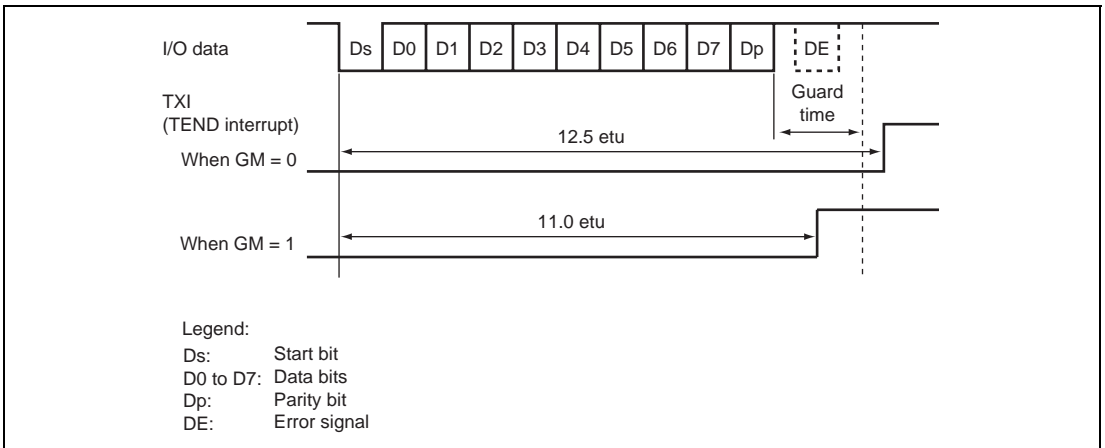 I/O data
Ds D0 D1 D2 D3 D4 D5 D6 D7 Dp DE
Guard
time
TXI
(TEND interrupt)
12.5 etu
When GM = 0
11.0 etu
When GM = 1
Legend:
Ds: Start bit
D0 to D7: Data bits
Dp: Parity bit
DE: Error signal